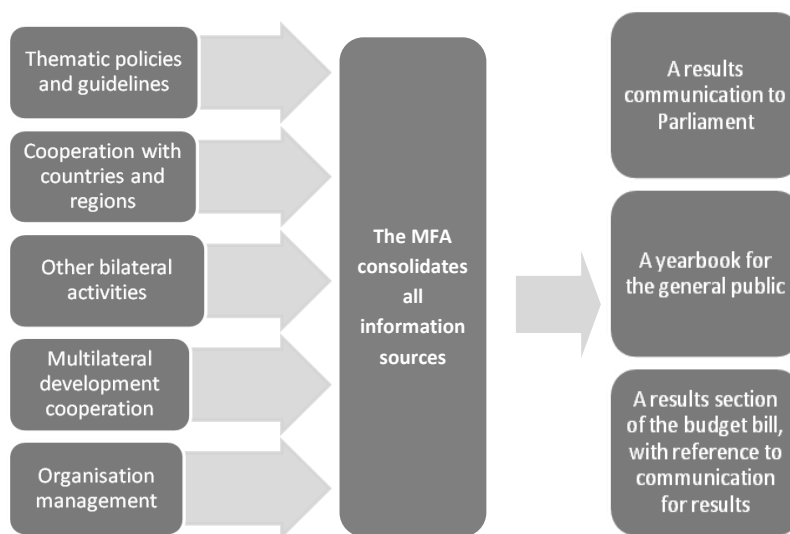 Thematic policies
and guidelines
Cooperation with
countries and
regions
Other bilateral
activities
Multilateral
development
cooperation
Organisation
management
The MFA
consolidates
all
information
sources
A results
communication to
Parliament
A yearbook for
the general public
A results section
of the budget bill,
with reference to
communication
for results